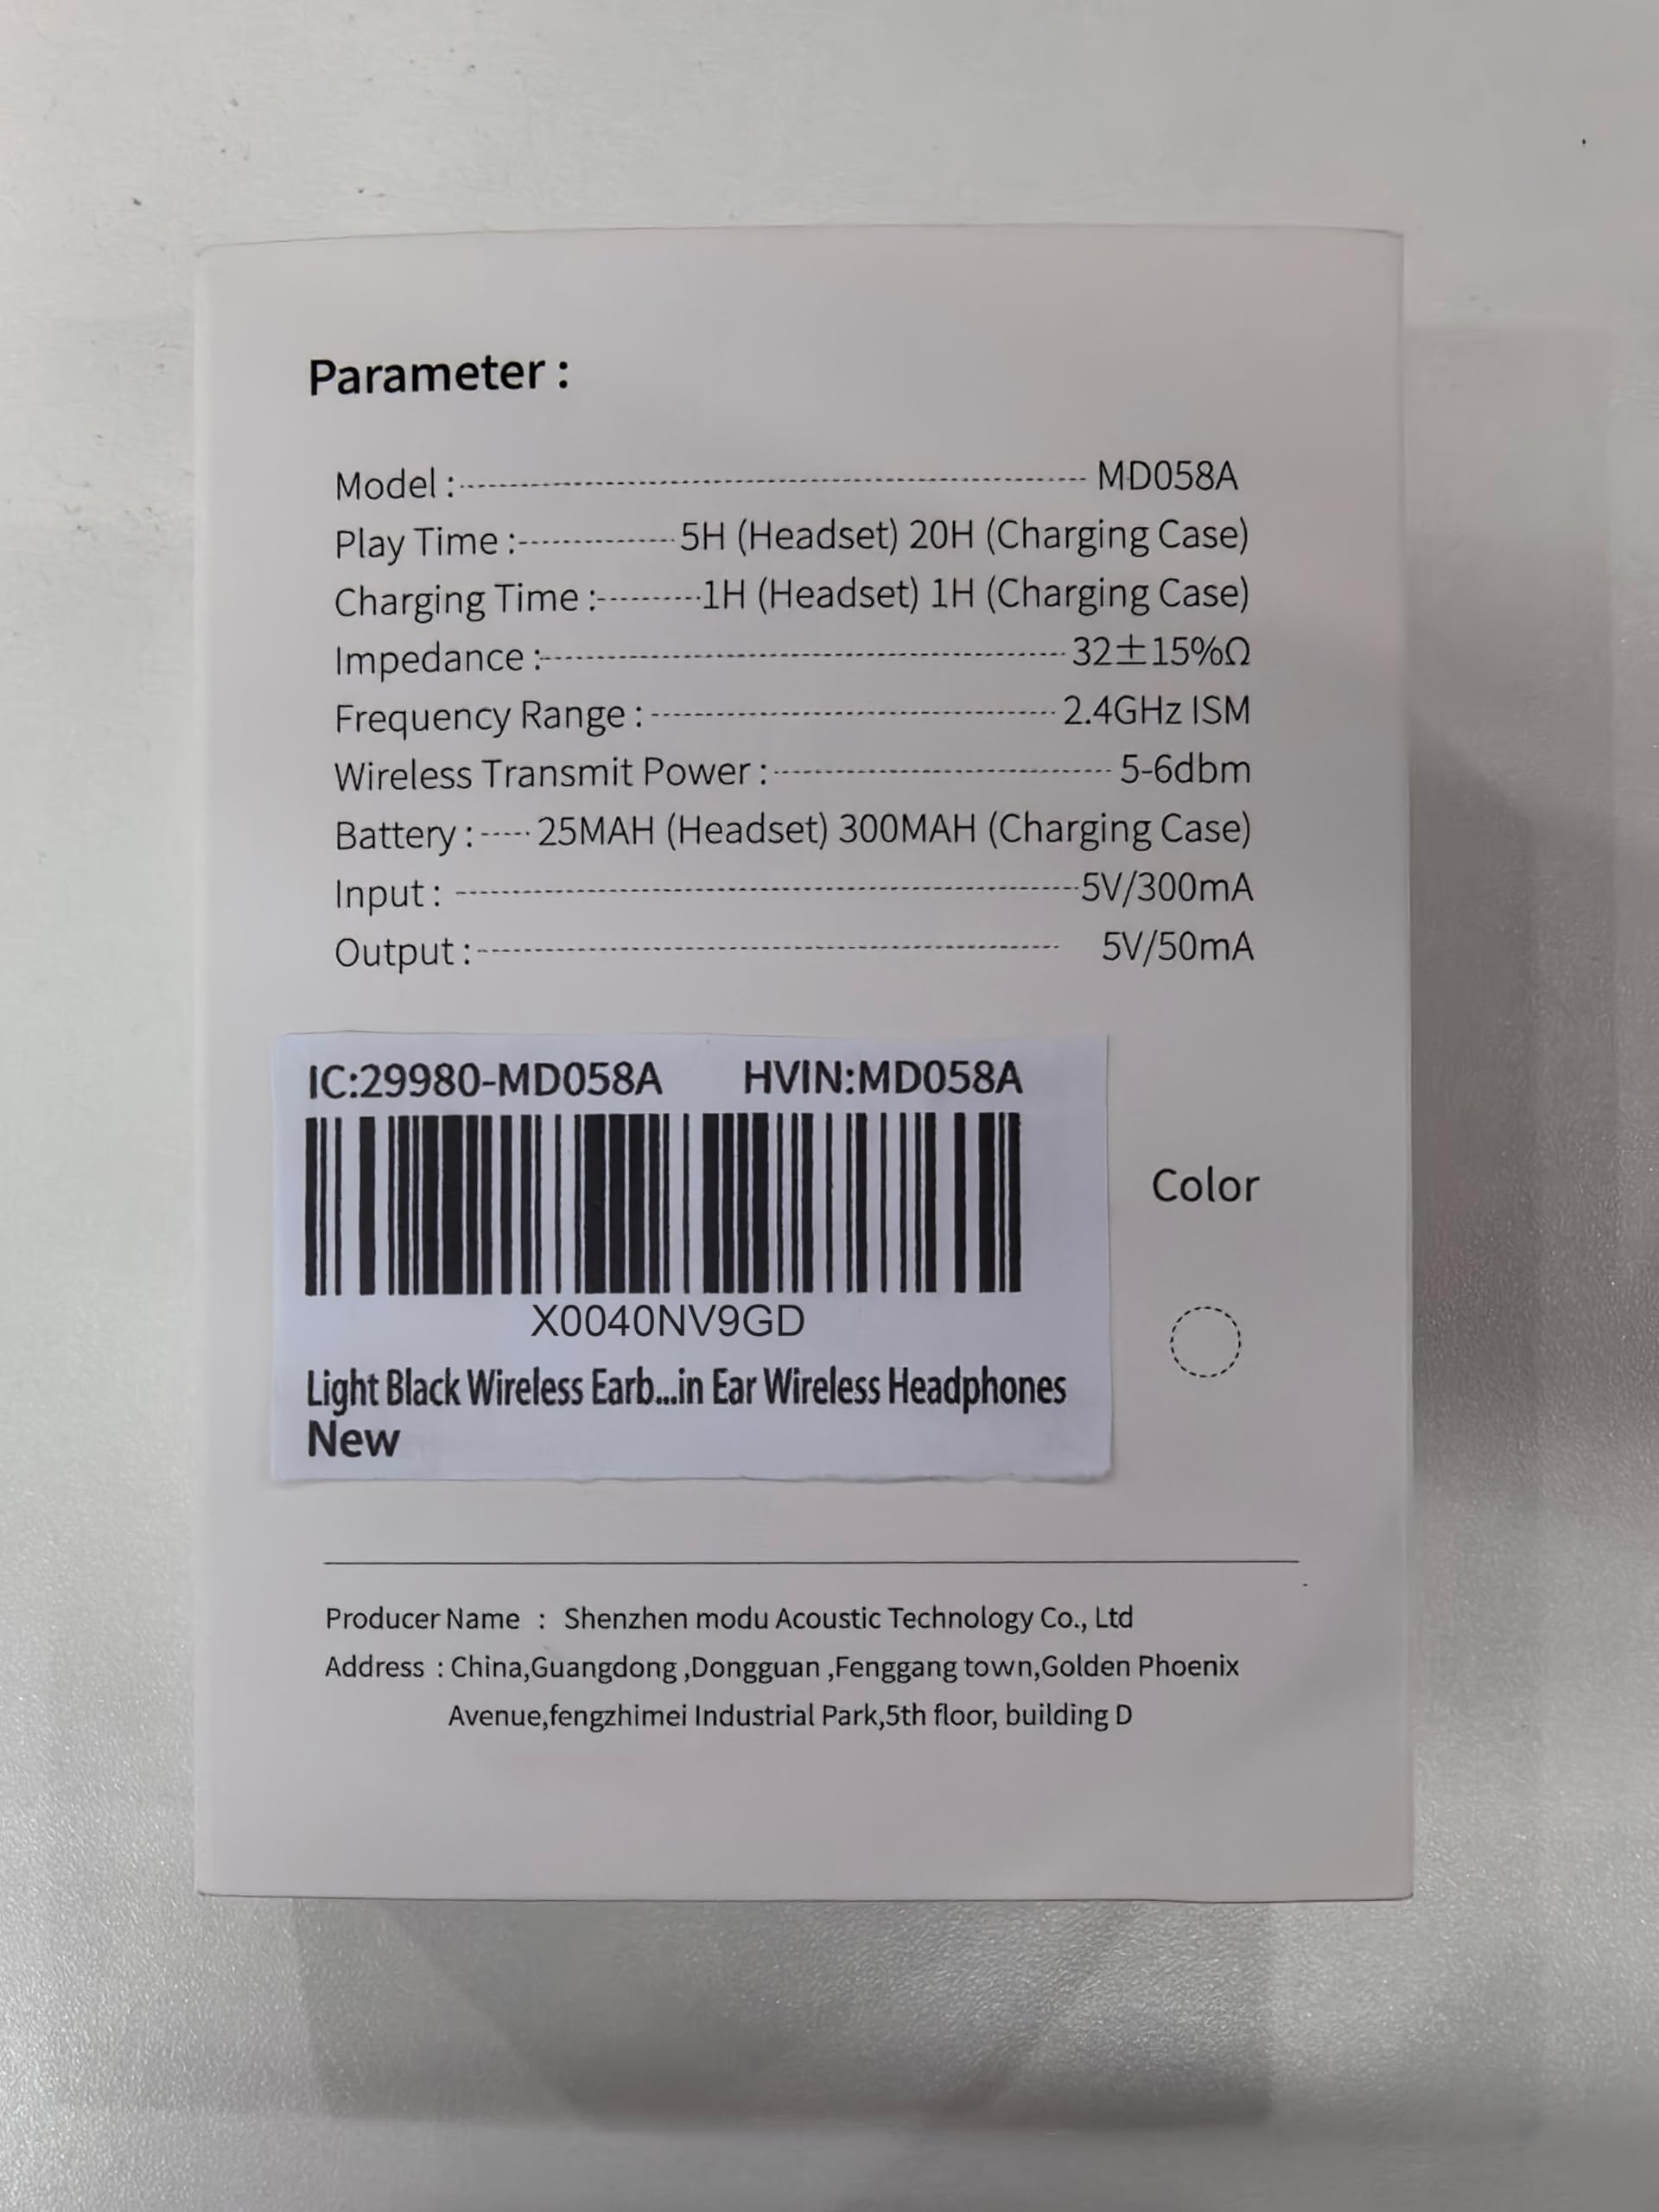 Parameter :
Model : MD058A
Play Time : 5H (Headset) 20H (Charging Case)
Charging Time : 1H (Headset) 1H (Charging Case)
Impedance : 32±15%Ω
Frequency Range : 2.4GHz ISM
Wireless Transmit Power : 5-6dbm
Battery : 25MAH (Headset) 300MAH (Charging Case)
Input : 5V/300mA
Output : 5V/50mA
IC:29980-MD058A HVIN:MD058A
Color
X0040NV9GD
Light Black Wireless Earb...in Ear Wireless Headphones
New
Producer Name : Shenzhen modu Acoustic Technology Co., Ltd
Address : China,Guangdong ,Dongguan ,Fenggang town,Golden Phoenix
Avenue,fengzhimei Industrial Park,5th floor, building D